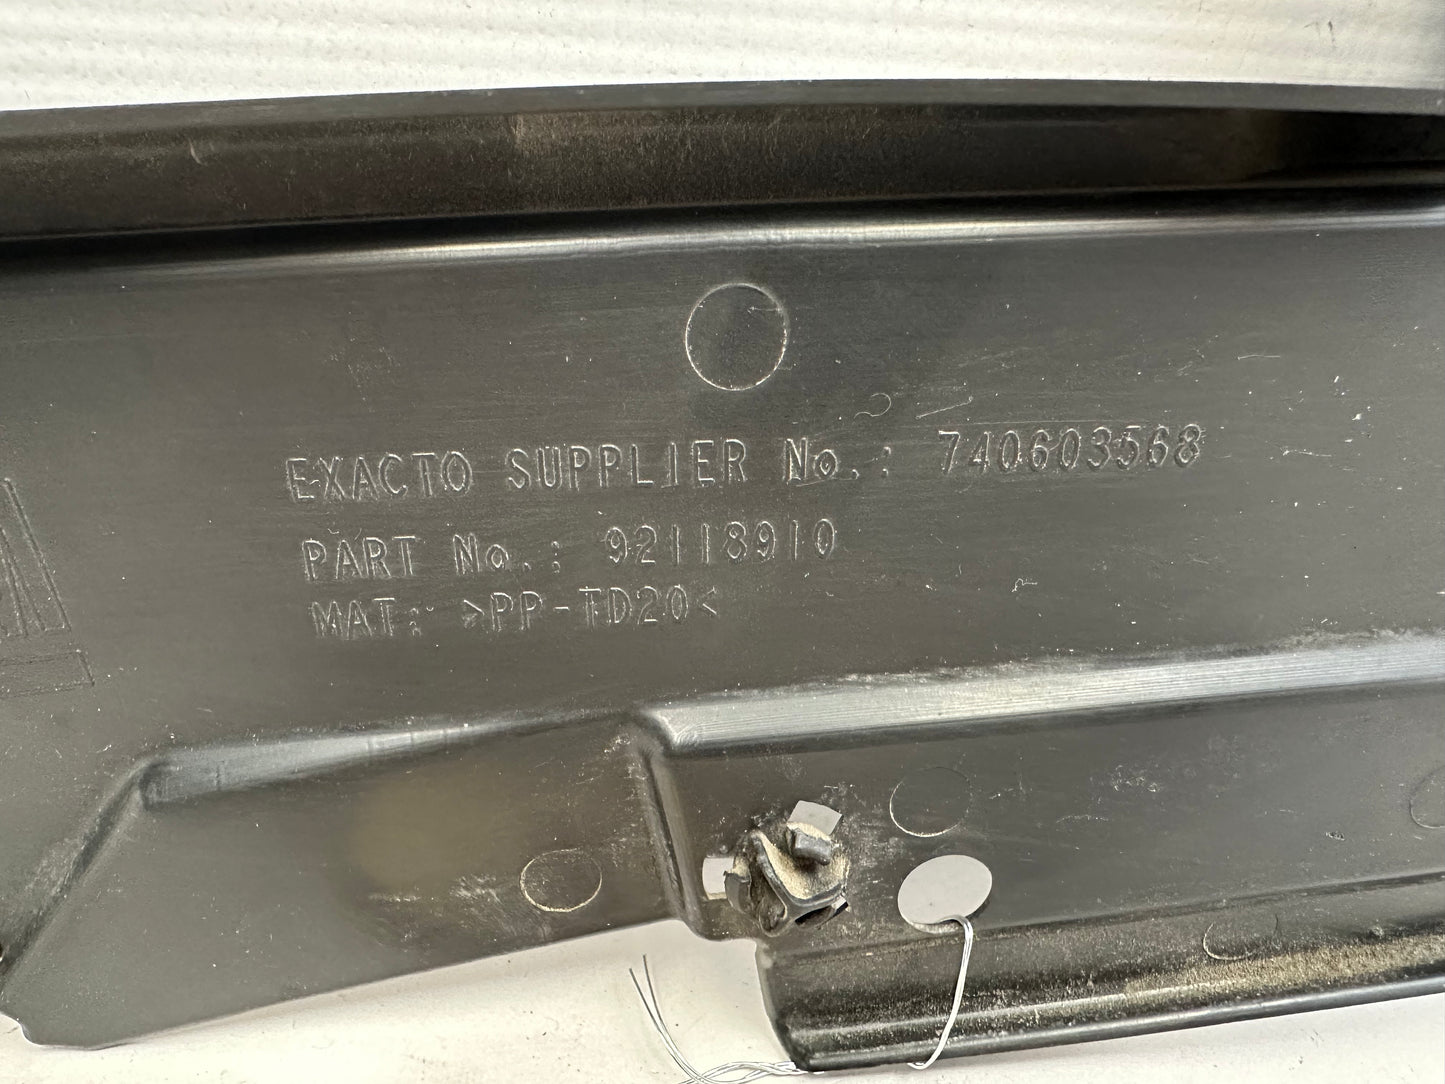 EXACTO SUPPLIER No.: 740603568
PART No.: 92118910
MAT: >PP-TD20<